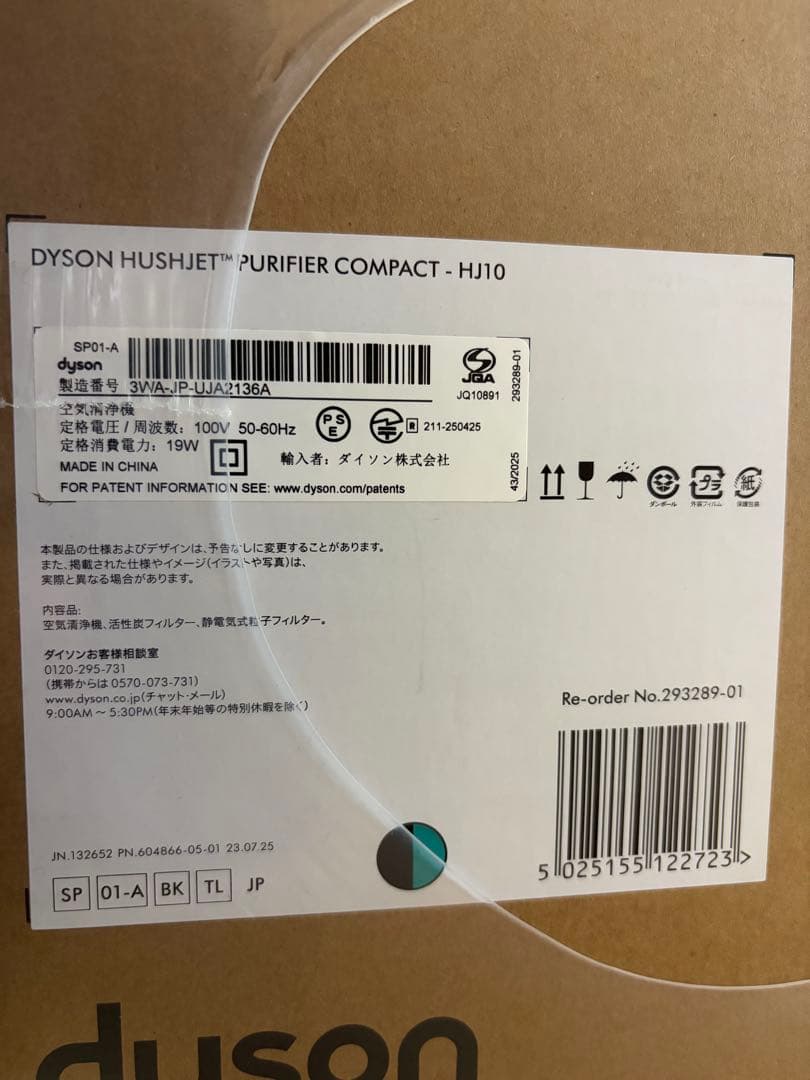 DYSON HUSHJET™ PURIFIER COMPACT - HJ10
SP01-A
dyson
製造番号 3WA-JP-UJA2136A
JQA
JQ10891
293289-01
空気清浄機
定格電圧 / 周波数: 100V 50-60Hz
PSE
R 211-250425
定格消費電力: 19W
輸入者: ダイソン株式会社
MADE IN CHINA
FOR PATENT INFORMATION SEE: www.dyson.com/patents
43/2025
プラ
紙
ダンボール
外装フィルム
保護包装
本製品の仕様およびデザインは、予告なしに変更することがあります。
また、掲載された仕様やイメージ(イラストや写真)は、
実際と異なる場合があります。
内容品:
空気清浄機、活性炭フィルター、静電気式粒子フィルター。
ダイソンお客様相談室
0120-295-731
(携帯からは 0570-073-731)
www.dyson.co.jp(チャット・メール)
9:00AM ~ 5:30PM(年末年始等の特別休暇を除く)
Re-order No.293289-01
5 025155 122723 >
JN.132652 PN.604866-05-01 23.07.25
SP 01-A BK TL JP
dyson